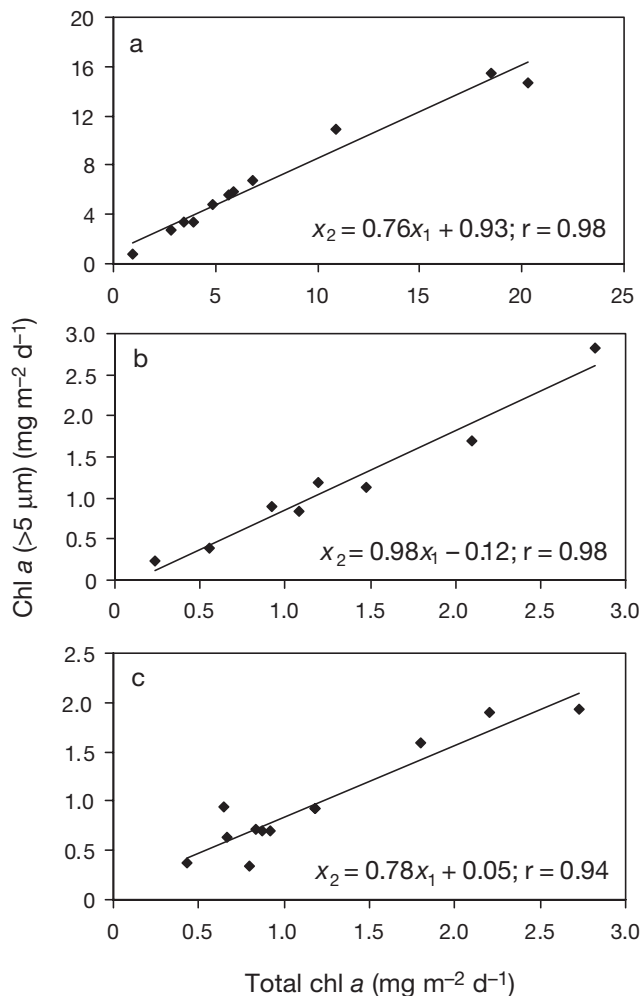 Chl a (>5 µm) (mg m⁻² d⁻¹)
a
20
16
12
8
4
0
x₂ = 0.76x₁ + 0.93; r = 0.98
0 5 10 15 20 25
b
3.0
2.5
2.0
1.5
1.0
0.5
0
x₂ = 0.98x₁ – 0.12; r = 0.98
0 0.5 1.0 1.5 2.0 2.5 3.0
c
2.5
2.0
1.5
1.0
0.5
0
x₂ = 0.78x₁ + 0.05; r = 0.94
0 0.5 1.0 1.5 2.0 2.5 3.0
Total chl a (mg m⁻² d⁻¹)